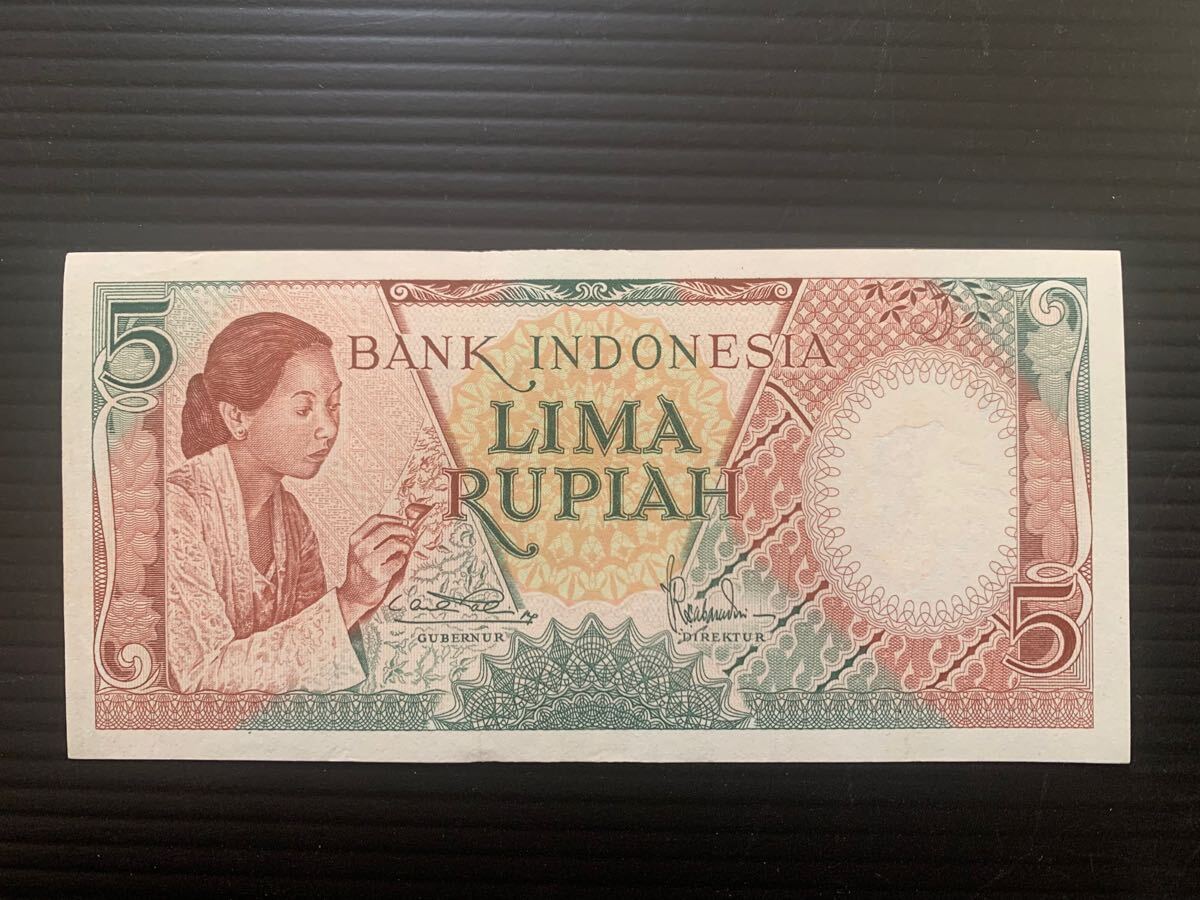 5
BANK INDONESIA
LIMA
RUPIAH
GUBERNUR
DIREKTUR
5